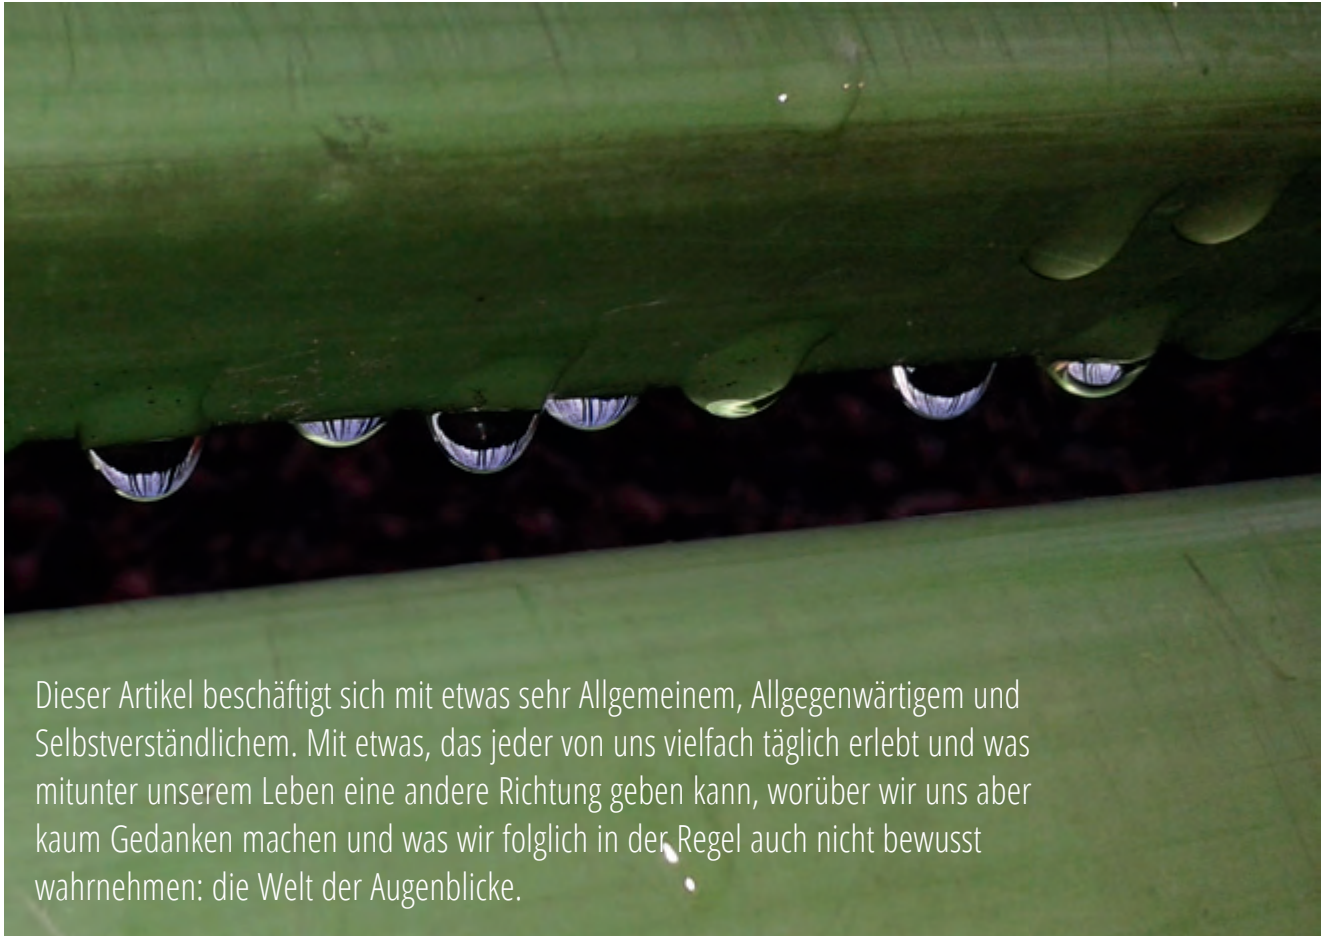 Dieser Artikel beschäftigt sich mit etwas sehr Allgemeinem, Allgegenwärtigem und
Selbstverständlichem. Mit etwas, das jeder von uns vielfach täglich erlebt und was
mitunter unserem Leben eine andere Richtung geben kann, worüber wir uns aber
kaum Gedanken machen und was wir folglich in der Regel auch nicht bewusst
wahrnehmen: die Welt der Augenblicke.